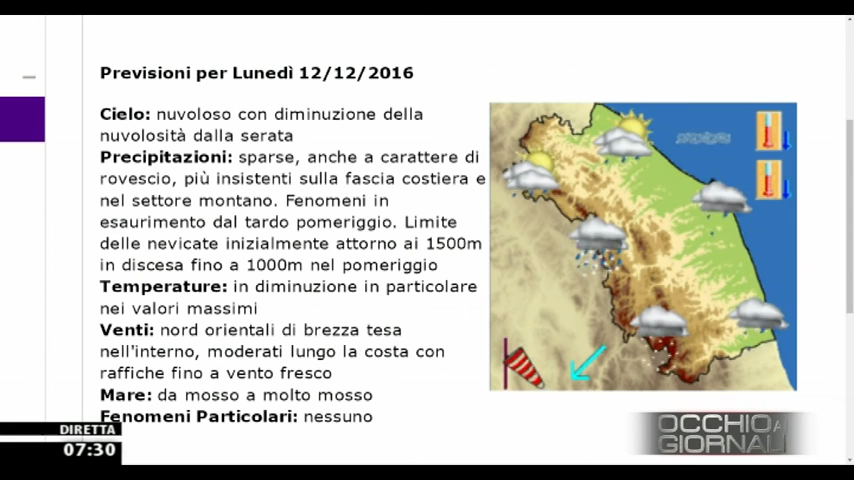 Previsioni per Lunedì 12/12/2016
Cielo: nuvoloso con diminuzione della
nuvolosità dalla serata
Precipitazioni: sparse, anche a carattere di
rovescio, più insistenti sulla fascia costiera e
nel settore montano. Fenomeni in
esaurimento dal tardo pomeriggio. Limite
delle nevicate inizialmente attorno ai 1500m
in discesa fino a 1000m nel pomeriggio
Temperature: in diminuzione in particolare
nei valori massimi
Venti: nord orientali di brezza tesa
nell'interno, moderati lungo la costa con
raffiche fino a vento fresco
Mare: da mosso a molto mosso
Fenomeni Particolari: nessuno
DIRETTA
07:30
OCCHIO AI
GIORNALI